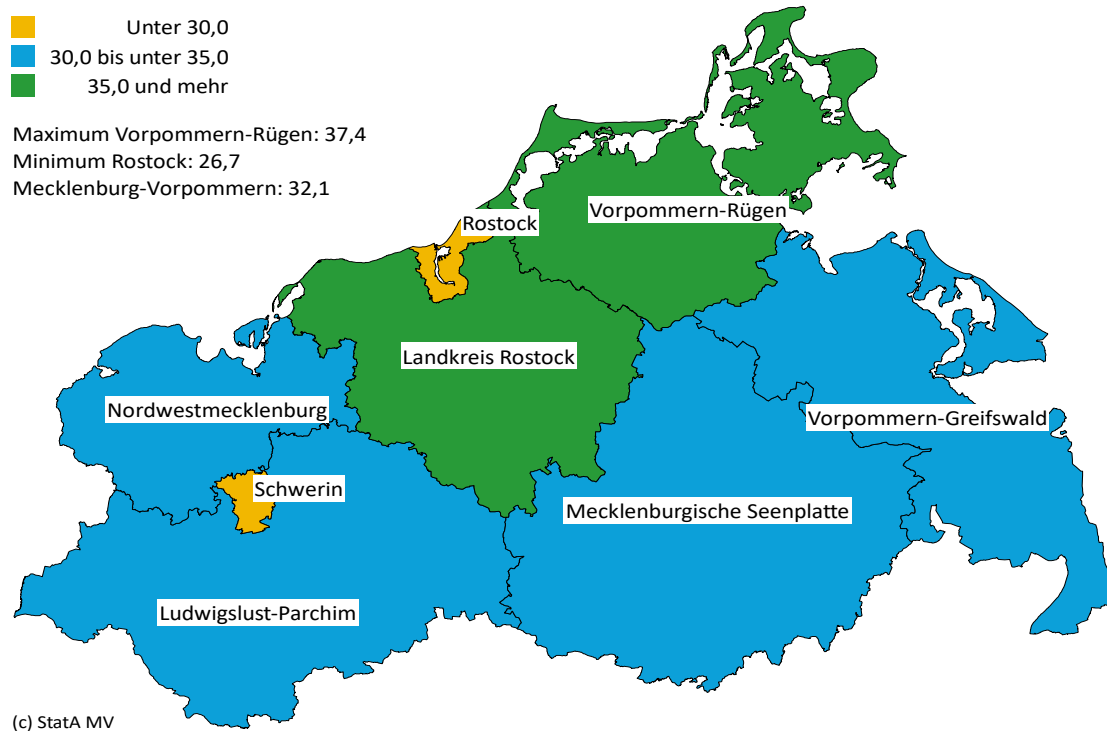 Unter 30,0
30,0 bis unter 35,0
35,0 und mehr
Maximum Vorpommern-Rügen: 37,4
Minimum Rostock: 26,7
Mecklenburg-Vorpommern: 32,1
Vorpommern-Rügen
Rostock
Landkreis Rostock
Nordwestmecklenburg
Vorpommern-Greifswald
Schwerin
Mecklenburgische Seenplatte
Ludwigslust-Parchim
(c) StatA MV